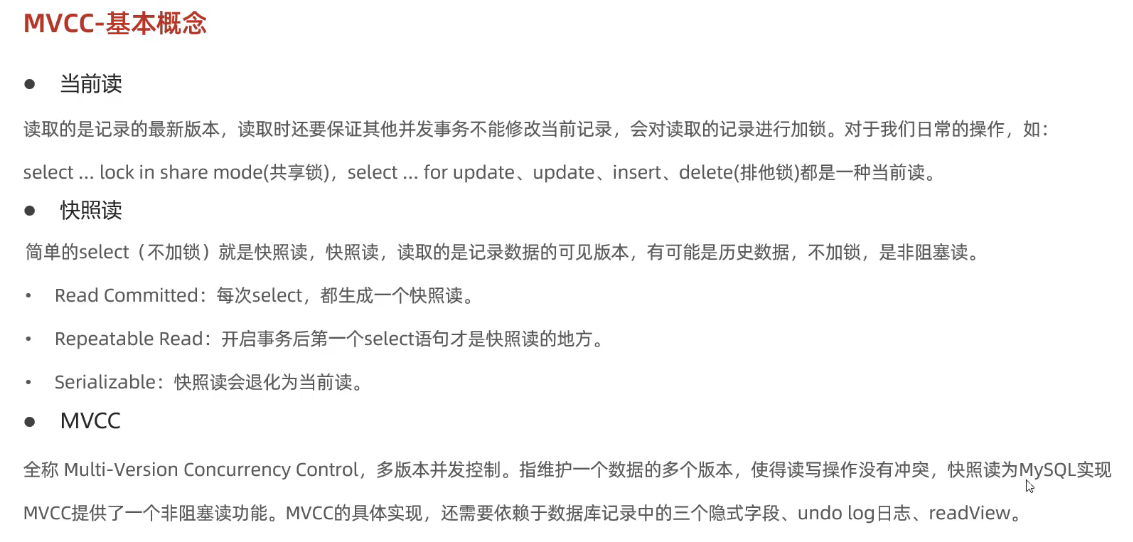 MVCC-基本概念
● 当前读
读取的是记录的最新版本，读取时还要保证其他并发事务不能修改当前记录，会对读取的记录进行加锁。对于我们日常的操作，如：
select ... lock in share mode(共享锁)，select ... for update、update、insert、delete(排他锁)都是一种当前读。
● 快照读
简单的select（不加锁）就是快照读，快照读，读取的是记录数据的可见版本，有可能是历史数据，不加锁，是非阻塞读。
• Read Committed：每次select，都生成一个快照读。
• Repeatable Read：开启事务后第一个select语句才是快照读的地方。
• Serializable：快照读会退化为当前读。
● MVCC
全称 Multi-Version Concurrency Control，多版本并发控制。指维护一个数据的多个版本，使得读写操作没有冲突，快照读为MySQL实现
MVCC提供了一个非阻塞读功能。MVCC的具体实现，还需要依赖于数据库记录中的三个隐式字段、undo log日志、readView。